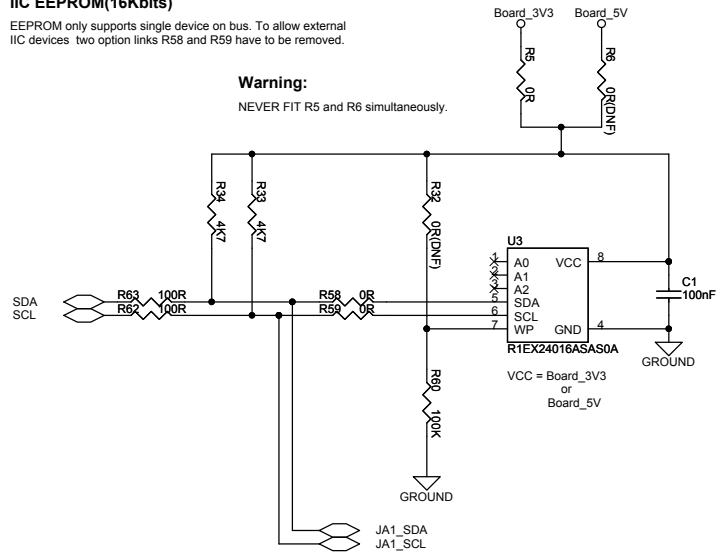 IIC EEPROM(16Kbits)
EEPROM only supports single device on bus. To allow external
IIC devices two option links R58 and R59 have to be removed.
Board_3V3 Board_5V
R5 0R
R6 0R(DNF)
Warning:
NEVER FIT R5 and R6 simultaneously.
R34 4K7
R33 4K7
R32 0R(DNF)
U3
1 A0 VCC 8
2 A1
3 A2
C1
100nF
SDA R63 100R R58 0R 5 SDA
SCL R62 100R R59 0R 6 SCL
7 WP GND 4
R1EX24016ASAS0A
GROUND
VCC = Board_3V3
or
Board_5V
R60 100K
GROUND
JA1_SDA
JA1_SCL